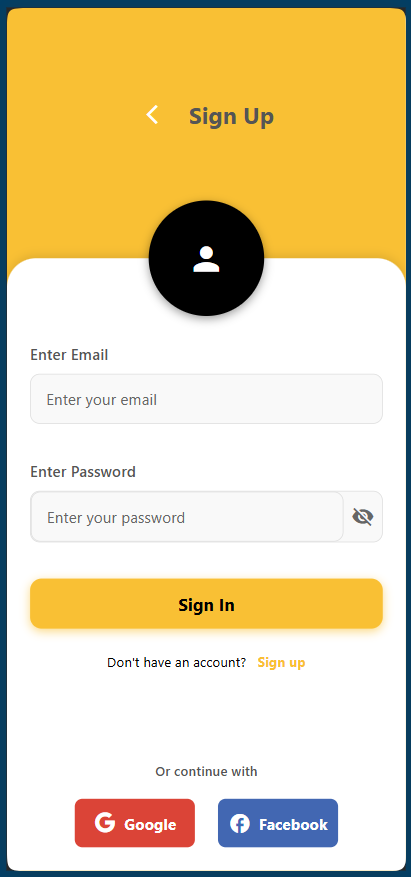 Sign Up
Enter Email
Enter your email
Enter Password
Enter your password
Sign In
Don't have an account? Sign up
Or continue with
Google
Facebook